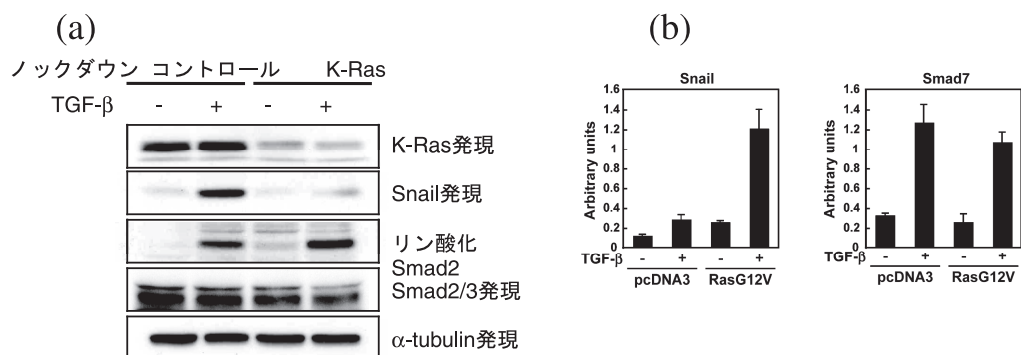 (a)
ノックダウン コントロール K-Ras
TGF-β - + - +
K-Ras発現
Snail発現
リン酸化
Smad2
Smad2/3発現
α-tubulin発現
(b)
Snail
Arbitrary units
1.6
1.4
1.2
1
0.8
0.6
0.4
0.2
0
TGF-β - + - +
pcDNA3 RasG12V
Smad7
Arbitrary units
1.6
1.4
1.2
1
0.8
0.6
0.4
0.2
0
TGF-β - + - +
pcDNA3 RasG12V